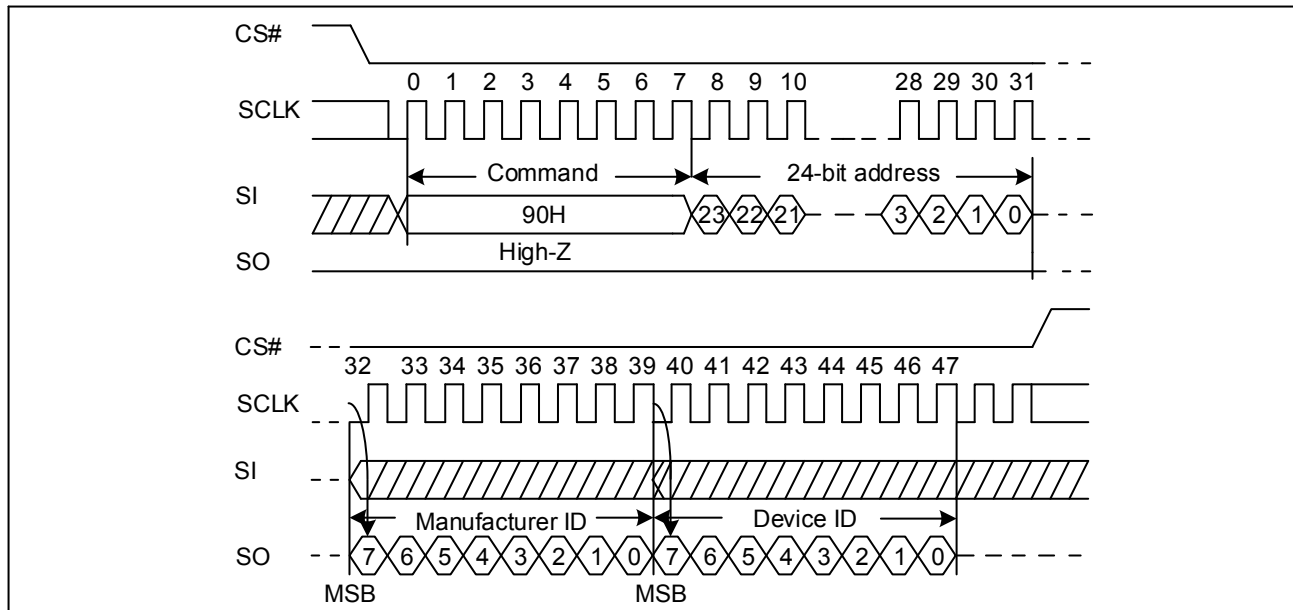 CS#
0 1 2 3 4 5 6 7 8 9 10 28 29 30 31
SCLK
Command 24-bit address
SI
90H 23 22 21 3 2 1 0
High-Z
SO
CS#
32 33 34 35 36 37 38 39 40 41 42 43 44 45 46 47
SCLK
SI
Manufacturer ID Device ID
SO 7 6 5 4 3 2 1 0 7 6 5 4 3 2 1 0
MSB MSB